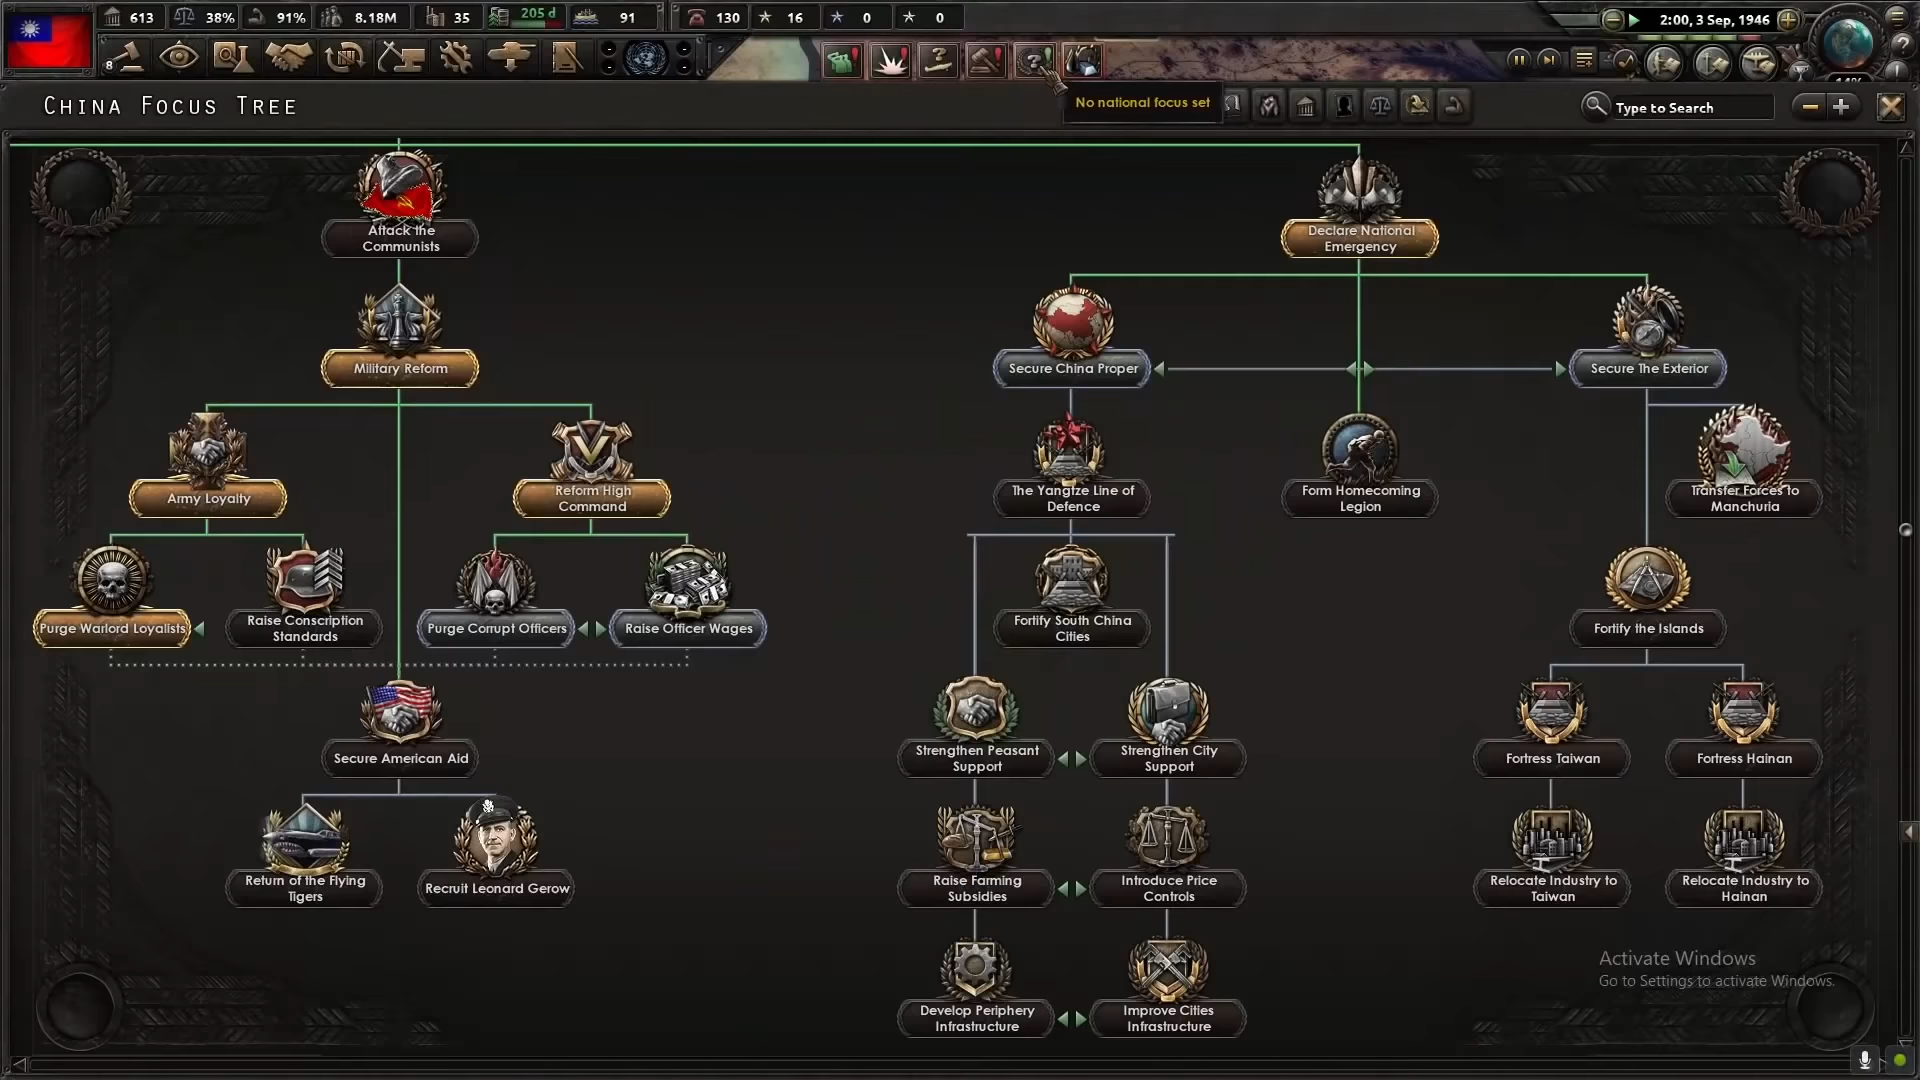 613
38%
91%
8.18M
35
205 d
91
130
16
0
0
2:00, 3 Sep, 1946
8
14%
No national focus set
China Focus Tree
Type to Search
Attack the
Communists
Declare National
Emergency
Military Reform
Secure China Proper
Secure The Exterior
Army Loyalty
Reform High
Command
The Yangtze Line of
Defence
Form Homecoming
Legion
Transfer Forces to
Manchuria
Purge Warlord Loyalists
Raise Conscription
Standards
Purge Corrupt Officers
Raise Officer Wages
Fortify South China
Cities
Fortify the Islands
Secure American Aid
Strengthen Peasant
Support
Strengthen City
Support
Fortress Taiwan
Fortress Hainan
Return of the Flying
Tigers
Recruit Leonard Gerow
Raise Farming
Subsidies
Introduce Price
Controls
Relocate Industry to
Taiwan
Relocate Industry to
Hainan
Activate Windows
Go to Settings to activate Windows.
Develop Periphery
Infrastructure
Improve Cities
Infrastructure